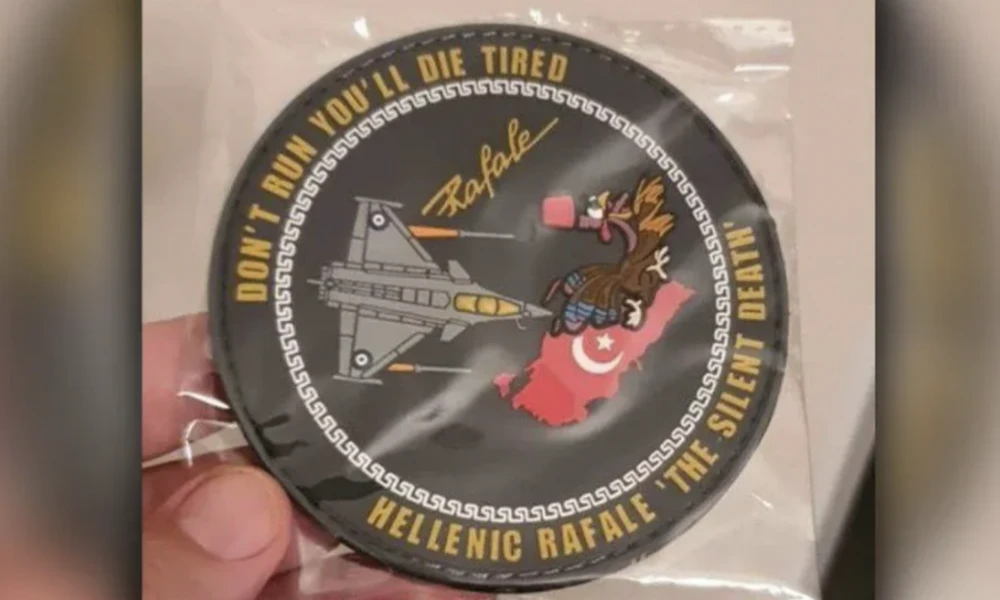 DON'T RUN YOU'LL DIE TIRED
Rafale
HELLENIC RAFALE 'THE SILENT DEATH'